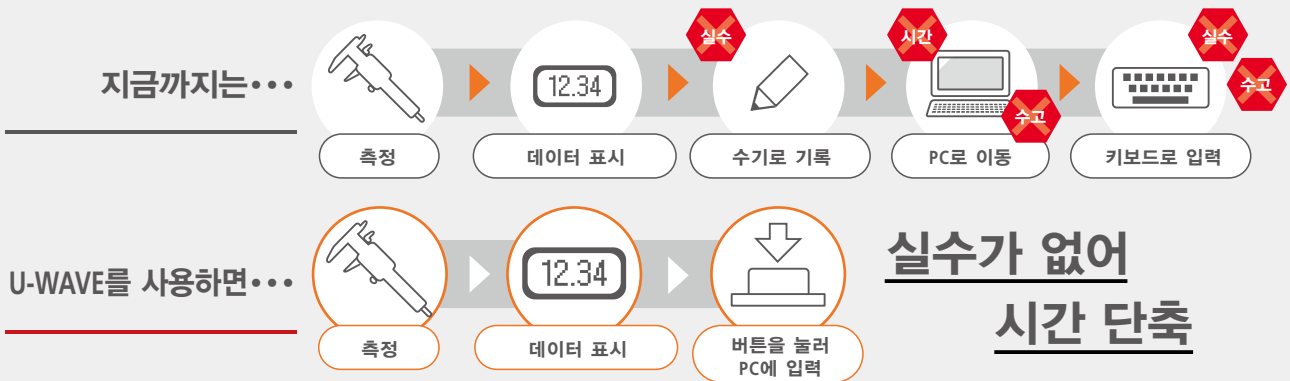 실수
시간
실수
지금까지는•••
12.34
수고
수고
측정
데이터 표시
수기로 기록
PC로 이동
키보드로 입력
U-WAVE를 사용하면•••
12.34
실수가 없어
시간 단축
측정
데이터 표시
버튼을 눌러
PC에 입력